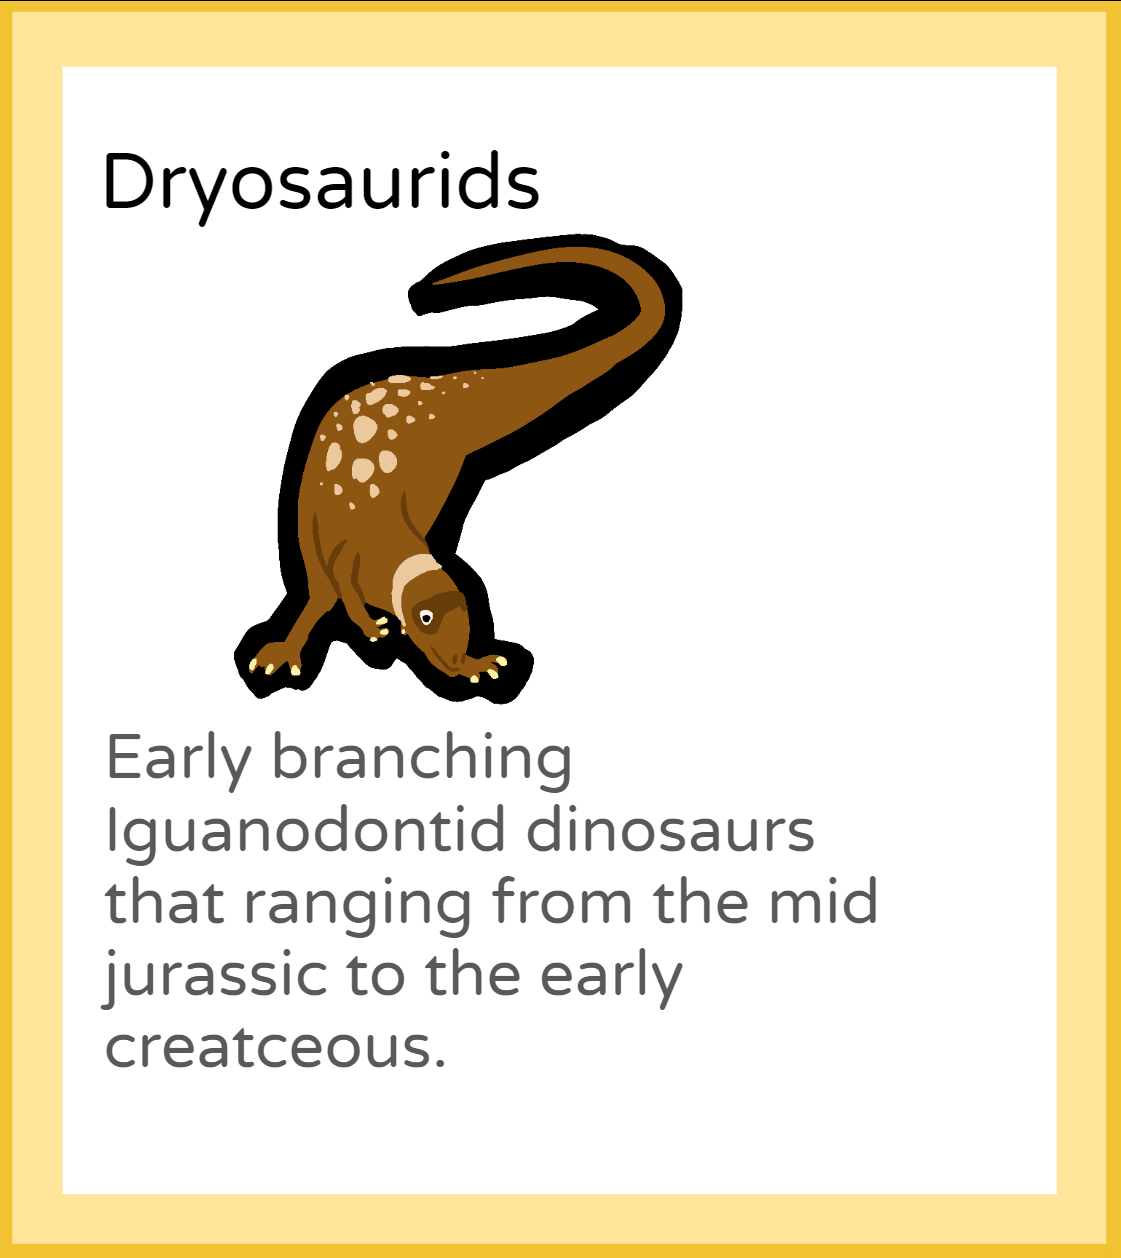 Dryosaurids
Early branching
Iguanodontid dinosaurs
that ranging from the mid
jurassic to the early
creatceous.